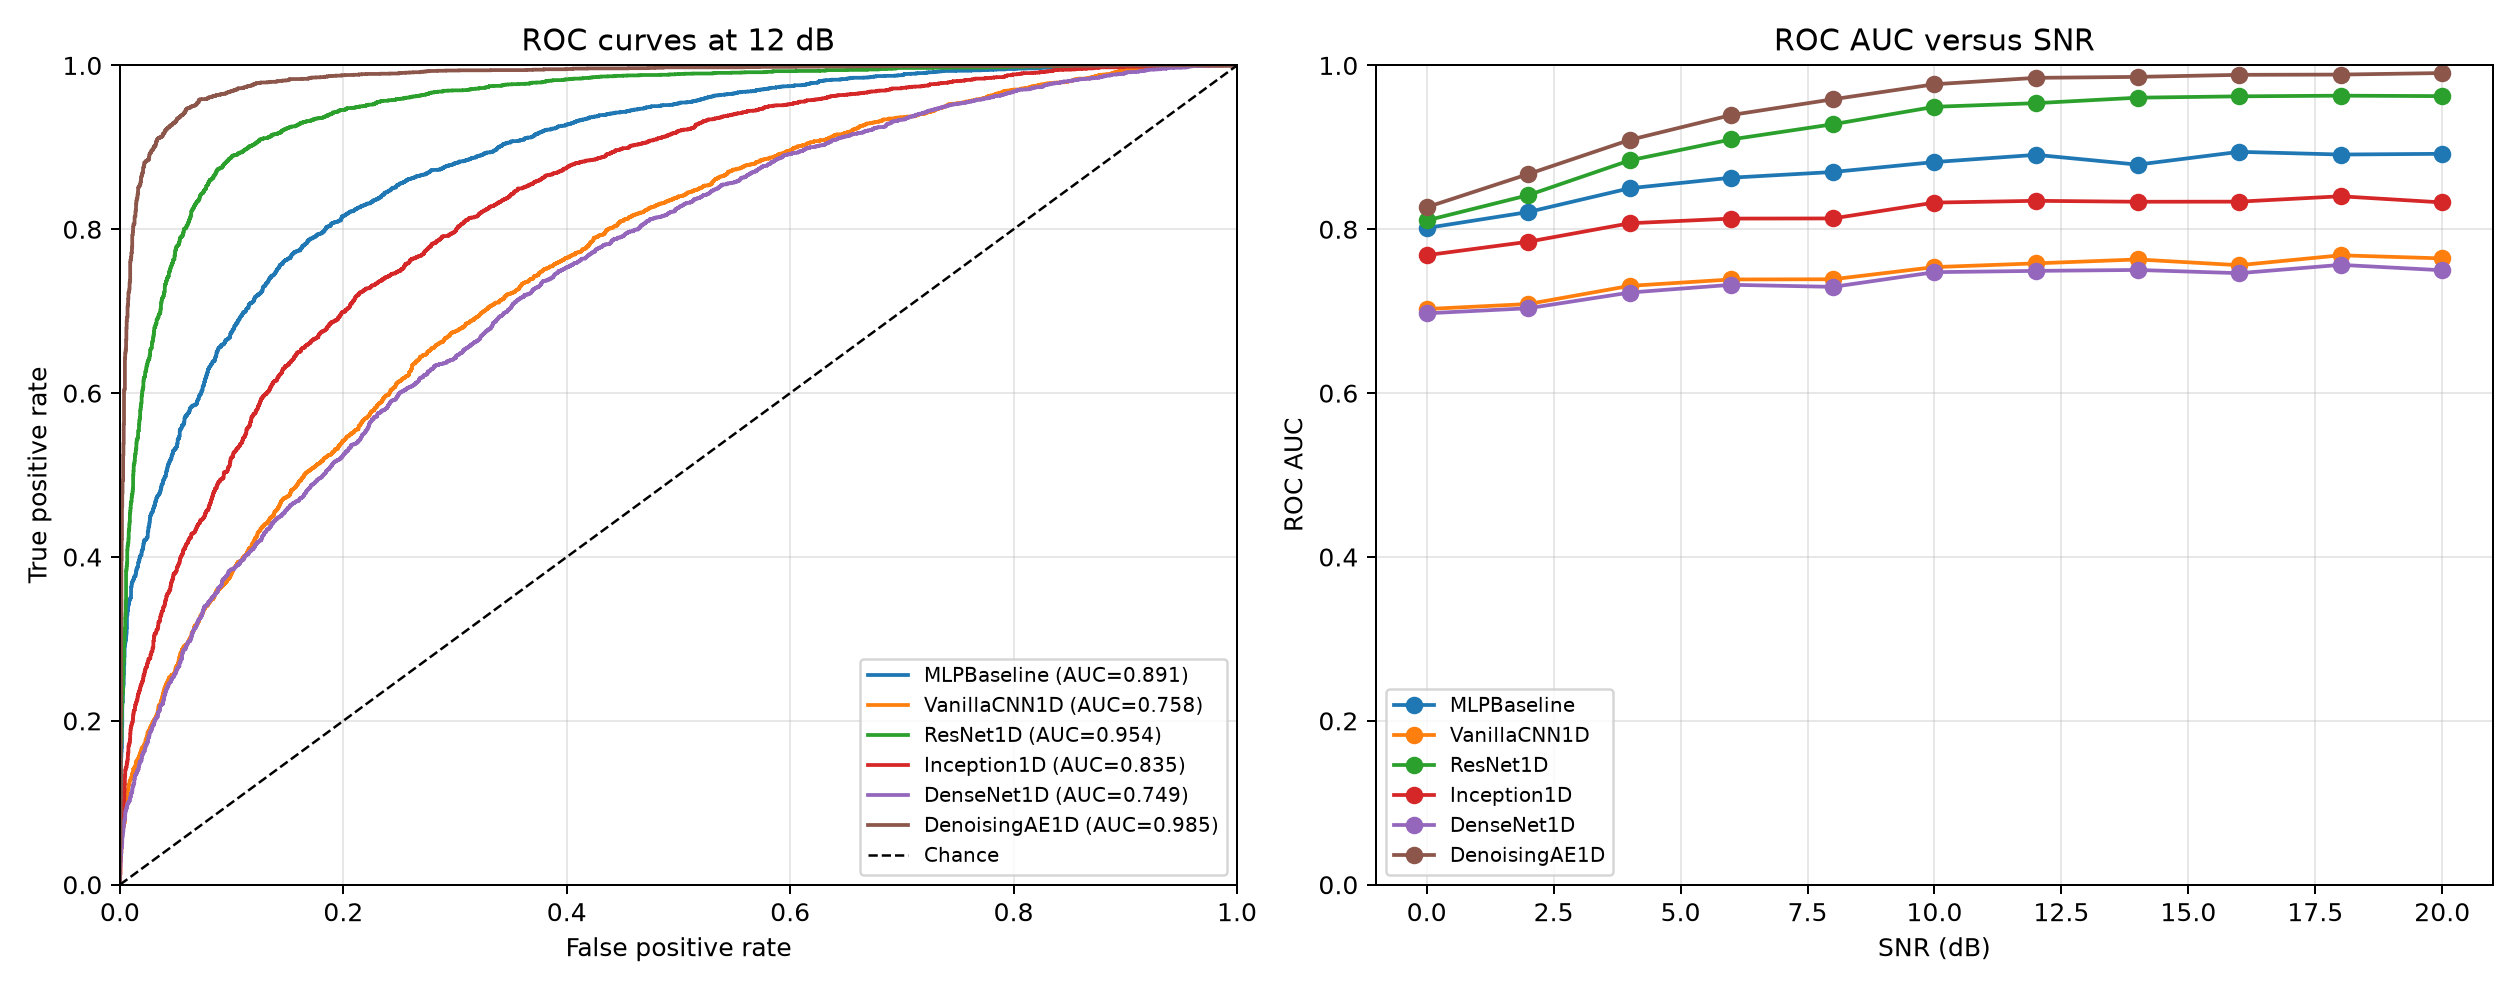 ROC curves at 12 dB
1.0
0.8
0.6
0.4
0.2
0.0
True positive rate
0.0 0.2 0.4 0.6 0.8 1.0
False positive rate
MLPBaseline (AUC=0.891)
VanillaCNN1D (AUC=0.758)
ResNet1D (AUC=0.954)
Inception1D (AUC=0.835)
DenseNet1D (AUC=0.749)
DenoisingAE1D (AUC=0.985)
Chance
ROC AUC versus SNR
1.0
0.8
0.6
0.4
0.2
0.0
ROC AUC
0.0 2.5 5.0 7.5 10.0 12.5 15.0 17.5 20.0
SNR (dB)
MLPBaseline
VanillaCNN1D
ResNet1D
Inception1D
DenseNet1D
DenoisingAE1D